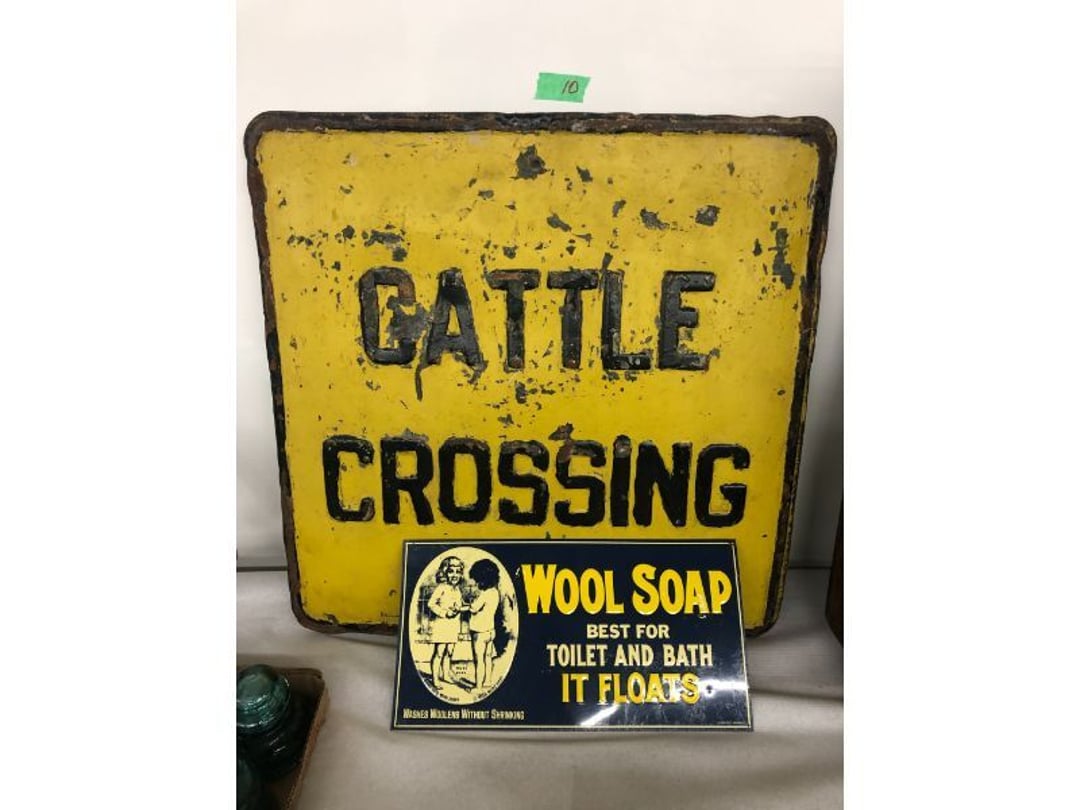 10
CATTLE
CROSSING
WOOL SOAP
BEST FOR
TOILET AND BATH
IT FLOATS
WASHES WOOLENS WITHOUT SHRINKING